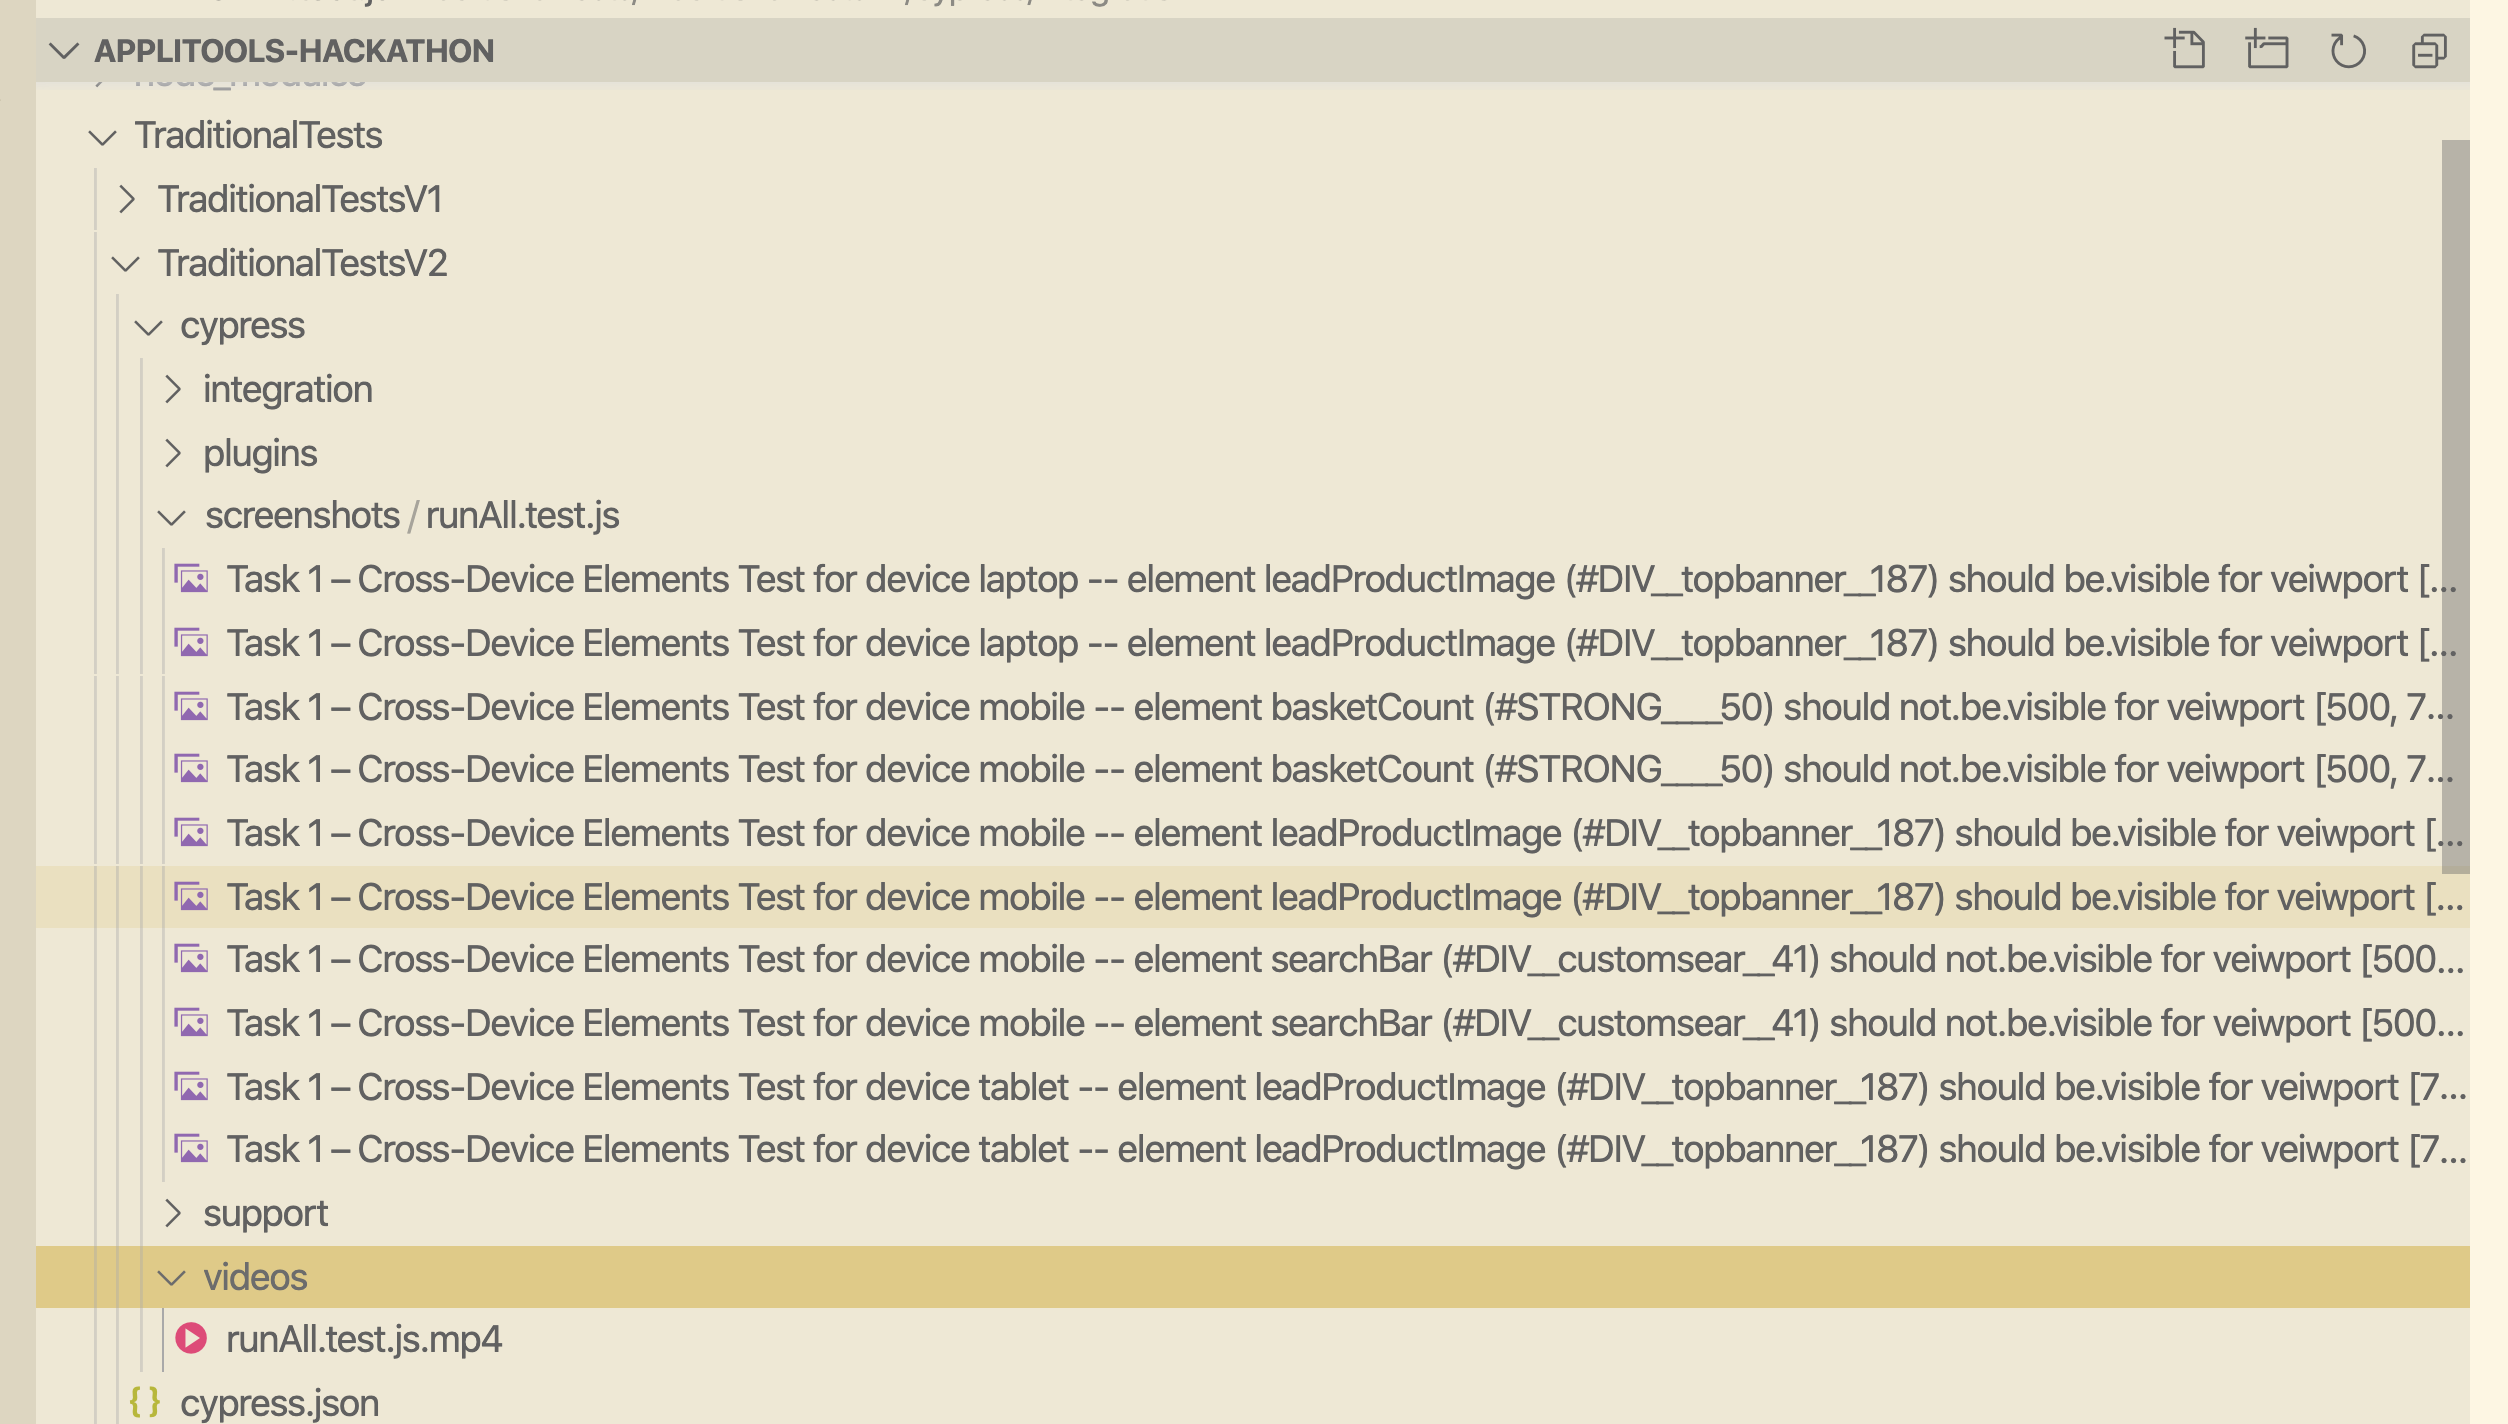 APPLITOOLS-HACKATHON
node_modules
TraditionalTests
TraditionalTestsV1
TraditionalTestsV2
cypress
integration
plugins
screenshots / runAll.test.js
Task 1 – Cross-Device Elements Test for device laptop -- element leadProductImage (#DIV__topbanner__187) should be.visible for veiwport [...
Task 1 – Cross-Device Elements Test for device laptop -- element leadProductImage (#DIV__topbanner__187) should be.visible for veiwport [...
Task 1 – Cross-Device Elements Test for device mobile -- element basketCount (#STRONG____50) should not.be.visible for veiwport [500, 7...
Task 1 – Cross-Device Elements Test for device mobile -- element basketCount (#STRONG____50) should not.be.visible for veiwport [500, 7...
Task 1 – Cross-Device Elements Test for device mobile -- element leadProductImage (#DIV__topbanner__187) should be.visible for veiwport [...
Task 1 – Cross-Device Elements Test for device mobile -- element leadProductImage (#DIV__topbanner__187) should be.visible for veiwport [...
Task 1 – Cross-Device Elements Test for device mobile -- element searchBar (#DIV__customsear__41) should not.be.visible for veiwport [500...
Task 1 – Cross-Device Elements Test for device mobile -- element searchBar (#DIV__customsear__41) should not.be.visible for veiwport [500...
Task 1 – Cross-Device Elements Test for device tablet -- element leadProductImage (#DIV__topbanner__187) should be.visible for veiwport [7...
Task 1 – Cross-Device Elements Test for device tablet -- element leadProductImage (#DIV__topbanner__187) should be.visible for veiwport [7...
support
videos
runAll.test.js.mp4
{ } cypress.json